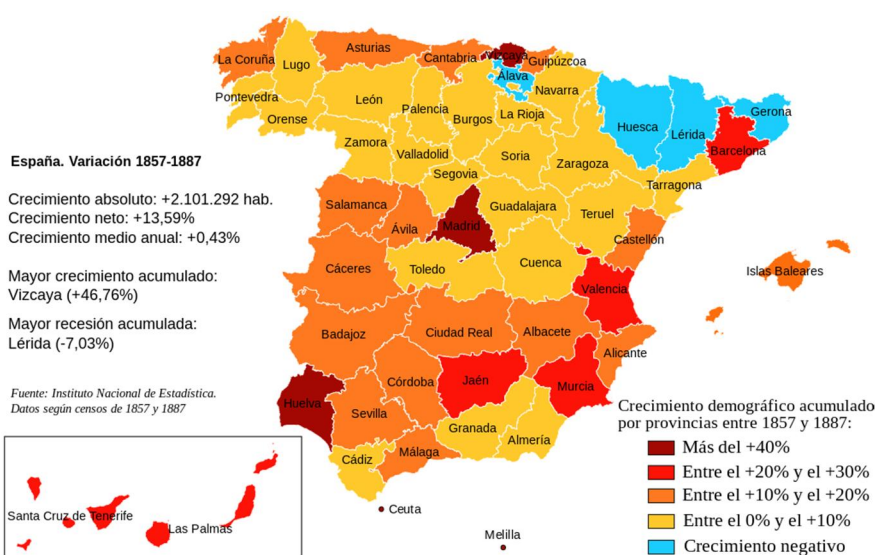 La Coruña
Lugo
Asturias
Cantabria
Vizcaya
Guipúzcoa
Álava
Navarra
Pontevedra
Orense
León
Palencia
Burgos
La Rioja
Huesca
Lérida
Gerona
Barcelona
Zamora
Valladolid
Soria
Zaragoza
Tarragona
Segovia
España. Variación 1857-1887
Crecimiento absoluto: +2.101.292 hab.
Crecimiento neto: +13,59%
Crecimiento medio anual: +0,43%
Mayor crecimiento acumulado:
Vizcaya (+46,76%)
Mayor recesión acumulada:
Lérida (-7,03%)
Fuente: Instituto Nacional de Estadística.
Datos según censos de 1857 y 1887
Salamanca
Ávila
Madrid
Guadalajara
Teruel
Castellón
Cáceres
Toledo
Cuenca
Valencia
Islas Baleares
Badajoz
Ciudad Real
Albacete
Alicante
Huelva
Sevilla
Córdoba
Jaén
Murcia
Cádiz
Málaga
Granada
Almería
Ceuta
Melilla
Santa Cruz de Tenerife
Las Palmas
Crecimiento demográfico acumulado
por provincias entre 1857 y 1887:
Más del +40%
Entre el +20% y el +30%
Entre el +10% y el +20%
Entre el 0% y el +10%
Crecimiento negativo